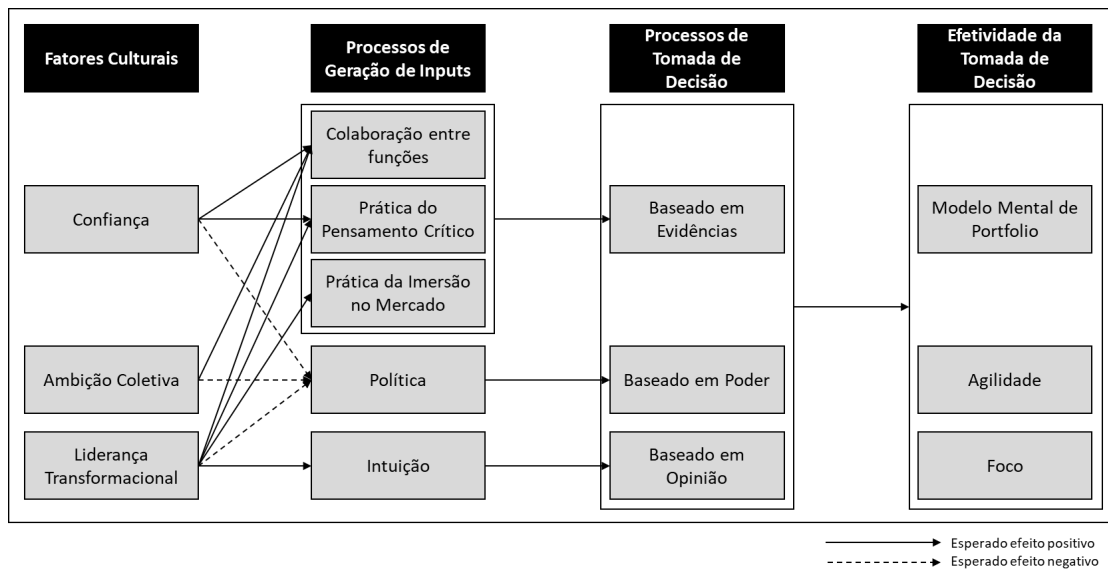 Fatores Culturais
Processos de
Geração de Inputs
Processos de
Tomada de
Decisão
Efetividade da
Tomada de
Decisão
Colaboração entre
funções
Confiança
Prática do
Pensamento Crítico
Baseado em
Evidências
Modelo Mental de
Portfolio
Prática da Imersão
no Mercado
Ambição Coletiva
Política
Baseado em Poder
Agilidade
Liderança
Transformacional
Intuição
Baseado em
Opinião
Foco
Esperado efeito positivo
Esperado efeito negativo